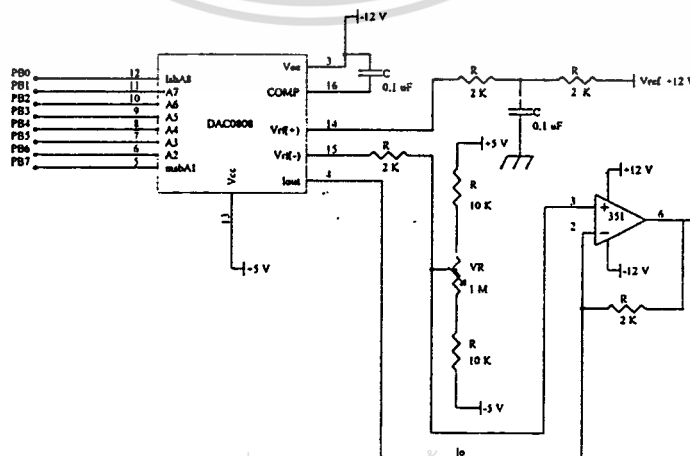 -12 V
PB0 12 lsbA8
PB1 11 A7
PB2 10 A6
PB3 9 A5
PB4 8 A4
PB5 7 A3
PB6 6 A2
PB7 5 msbA1
DAC0808
Vee 3
COMP 16
Vrf(+) 14
Vrf(-) 15
Iout 4
Vcc 13
+5 V
C
0.1 uF
R
2 K
R
2 K
Vref +12 V
C
0.1 uF
R
2 K
+5 V
R
10 K
VR
1 M
R
10 K
-5 V
3
2
+
351
-
6
+12 V
-12 V
R
2 K
Io